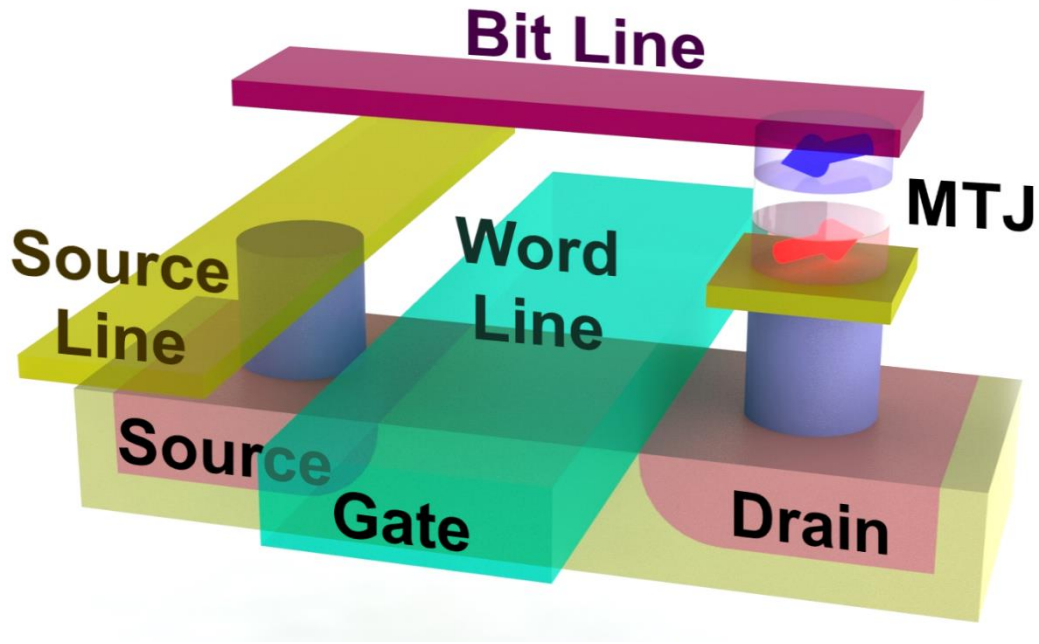 Bit Line
MTJ
Source
Line
Word
Line
Source
Gate
Drain